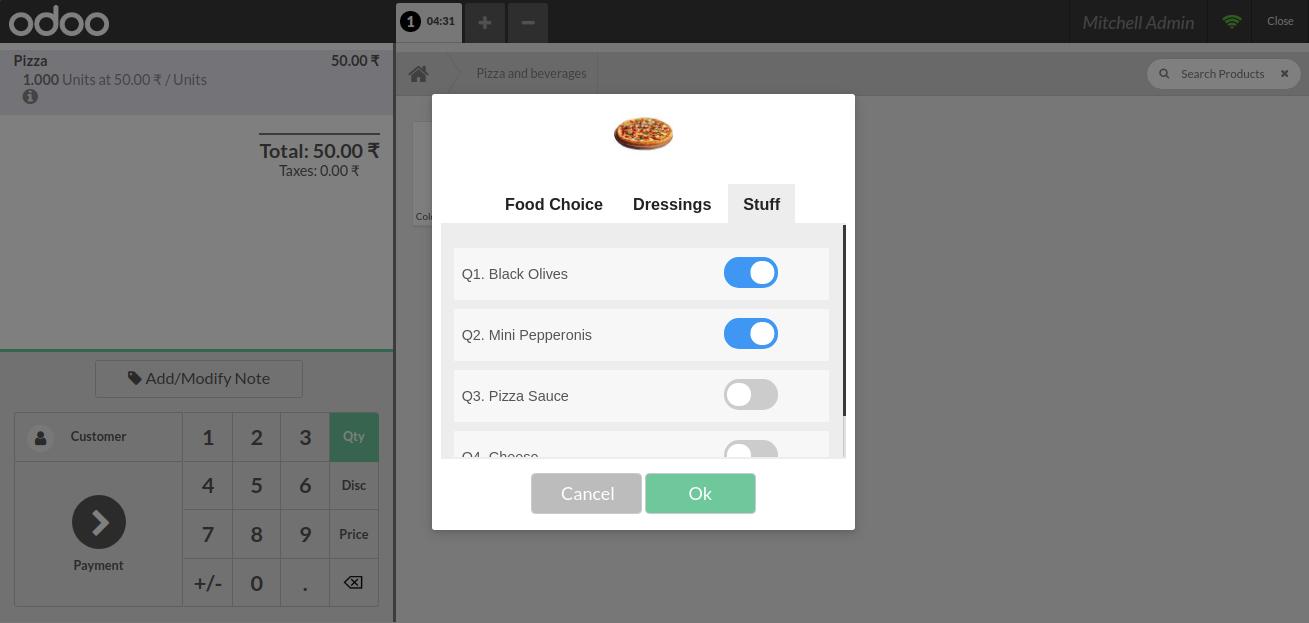 odoo
1 04:31
Mitchell Admin
Close
Pizza 50.00 ₹
1.000 Units at 50.00 ₹ / Units
Total: 50.00 ₹
Taxes: 0.00 ₹
Add/Modify Note
Customer
1 2 3 Qty
4 5 6 Disc
7 8 9 Price
+/- 0 .
Payment
Pizza and beverages
Search Products
Food Choice Dressings Stuff
Q1. Black Olives
Q2. Mini Pepperonis
Q3. Pizza Sauce
Q4. Cheese
Cancel Ok